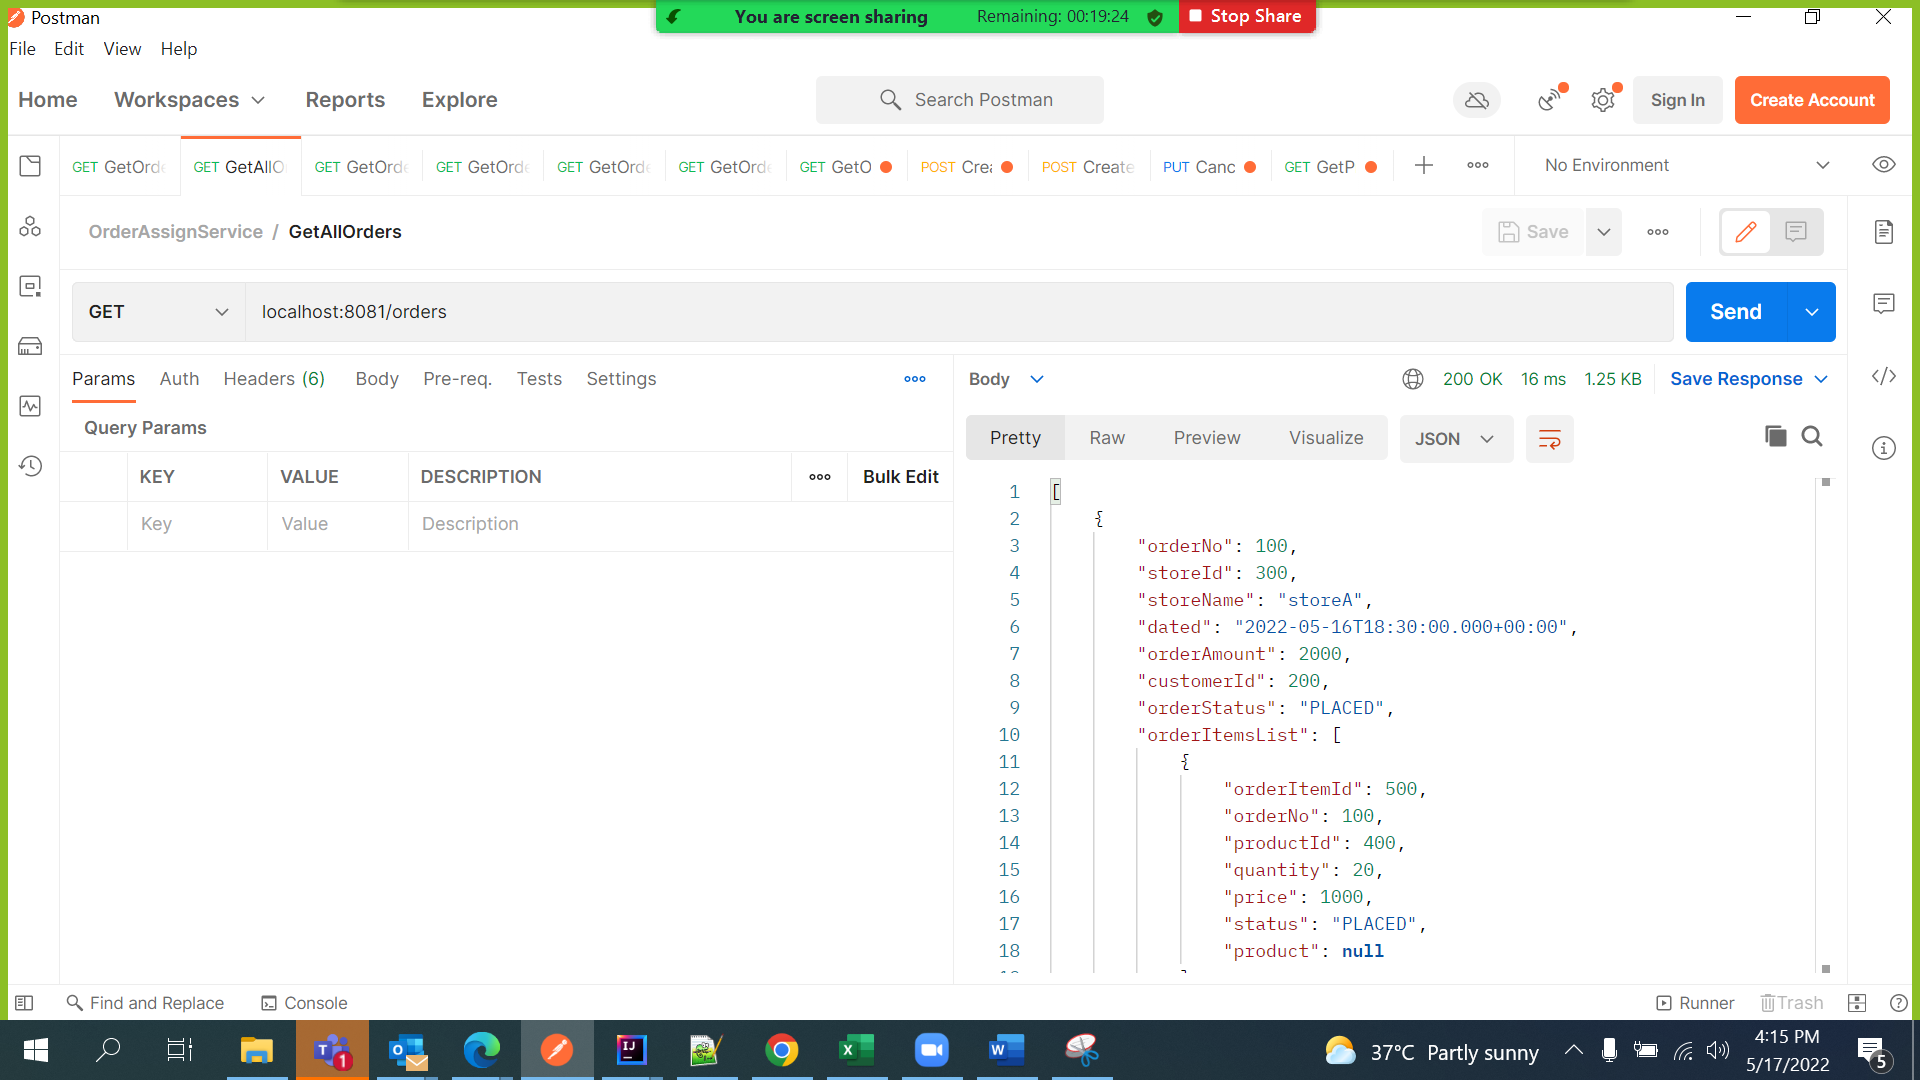 Postman
You are screen sharing Remaining: 00:19:24 Stop Share
File Edit View Help
Home Workspaces Reports Explore
Search Postman
Sign In Create Account
GET GetOrde GET GetAllO GET GetOrde GET GetOrde GET GetOrde GET GetOrde GET GetO POST Crea POST Create PUT Canc GET GetP
No Environment
OrderAssignService / GetAllOrders
Save
GET localhost:8081/orders Send
Params Auth Headers (6) Body Pre-req. Tests Settings
Body 200 OK 16 ms 1.25 KB Save Response
Query Params
Pretty Raw Preview Visualize JSON
KEY VALUE DESCRIPTION Bulk Edit
Key Value Description
1 [
2 {
3 "orderNo": 100,
4 "storeId": 300,
5 "storeName": "storeA",
6 "dated": "2022-05-16T18:30:00.000+00:00",
7 "orderAmount": 2000,
8 "customerId": 200,
9 "orderStatus": "PLACED",
10 "orderItemsList": [
11 {
12 "orderItemId": 500,
13 "orderNo": 100,
14 "productId": 400,
15 "quantity": 20,
16 "price": 1000,
17 "status": "PLACED",
18 "product": null
Find and Replace Console Runner Trash
37°C Partly sunny
4:15 PM
5/17/2022
1
5